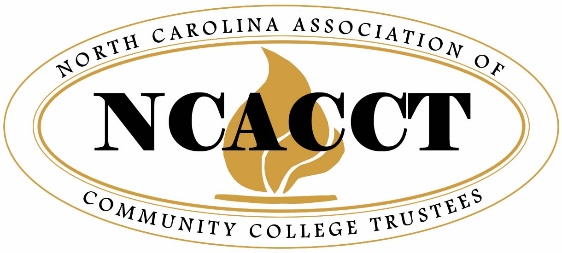 NORTH CAROLINA ASSOCIATION OF
NCACCT
COMMUNITY COLLEGE TRUSTEES